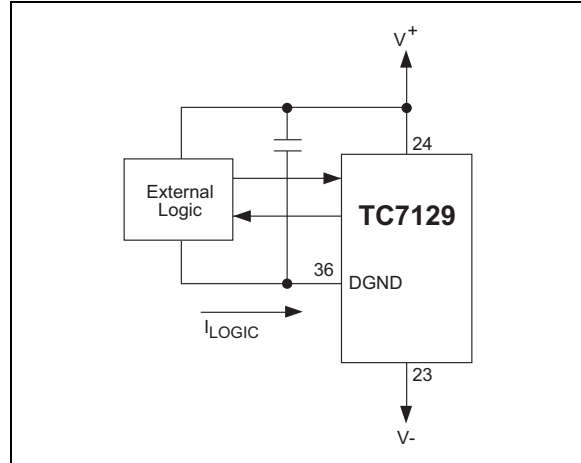 V+
24
External
Logic
TC7129
36
DGND
ILOGIC
23
V-